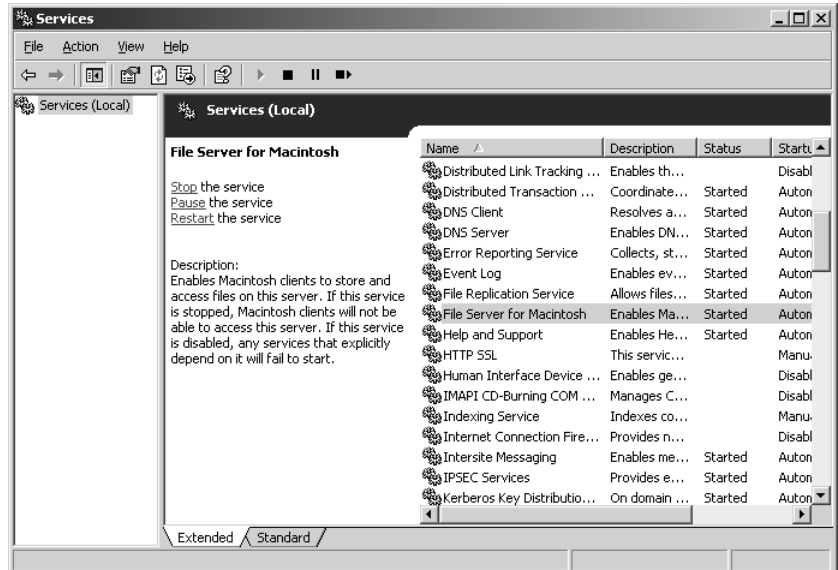 Services
File Action View Help
Services (Local)
Services (Local)
File Server for Macintosh
Stop the service
Pause the service
Restart the service
Description:
Enables Macintosh clients to store and
access files on this server. If this service
is stopped, Macintosh clients will not be
able to access this server. If this service
is disabled, any services that explicitly
depend on it will fail to start.
Name Description Status Startu
Distributed Link Tracking ... Enables th... Disabl
Distributed Transaction ... Coordinate... Started Autom
DNS Client Resolves a... Started Autom
DNS Server Enables DN... Started Autom
Error Reporting Service Collects, st... Started Autom
Event Log Enables ev... Started Autom
File Replication Service Allows files... Started Autom
File Server for Macintosh Enables Ma... Started Autom
Help and Support Enables He... Started Autom
HTTP SSL This servic... Manu
Human Interface Device ... Enables ge... Disabl
IMAPI CD-Burning COM ... Manages C... Disabl
Indexing Service Indexes co... Manu
Internet Connection Fire... Provides n... Disabl
Intersite Messaging Enables me... Started Autom
IPSEC Services Provides e... Started Autom
Kerberos Key Distributio... On domain ... Started Autom
Extended Standard